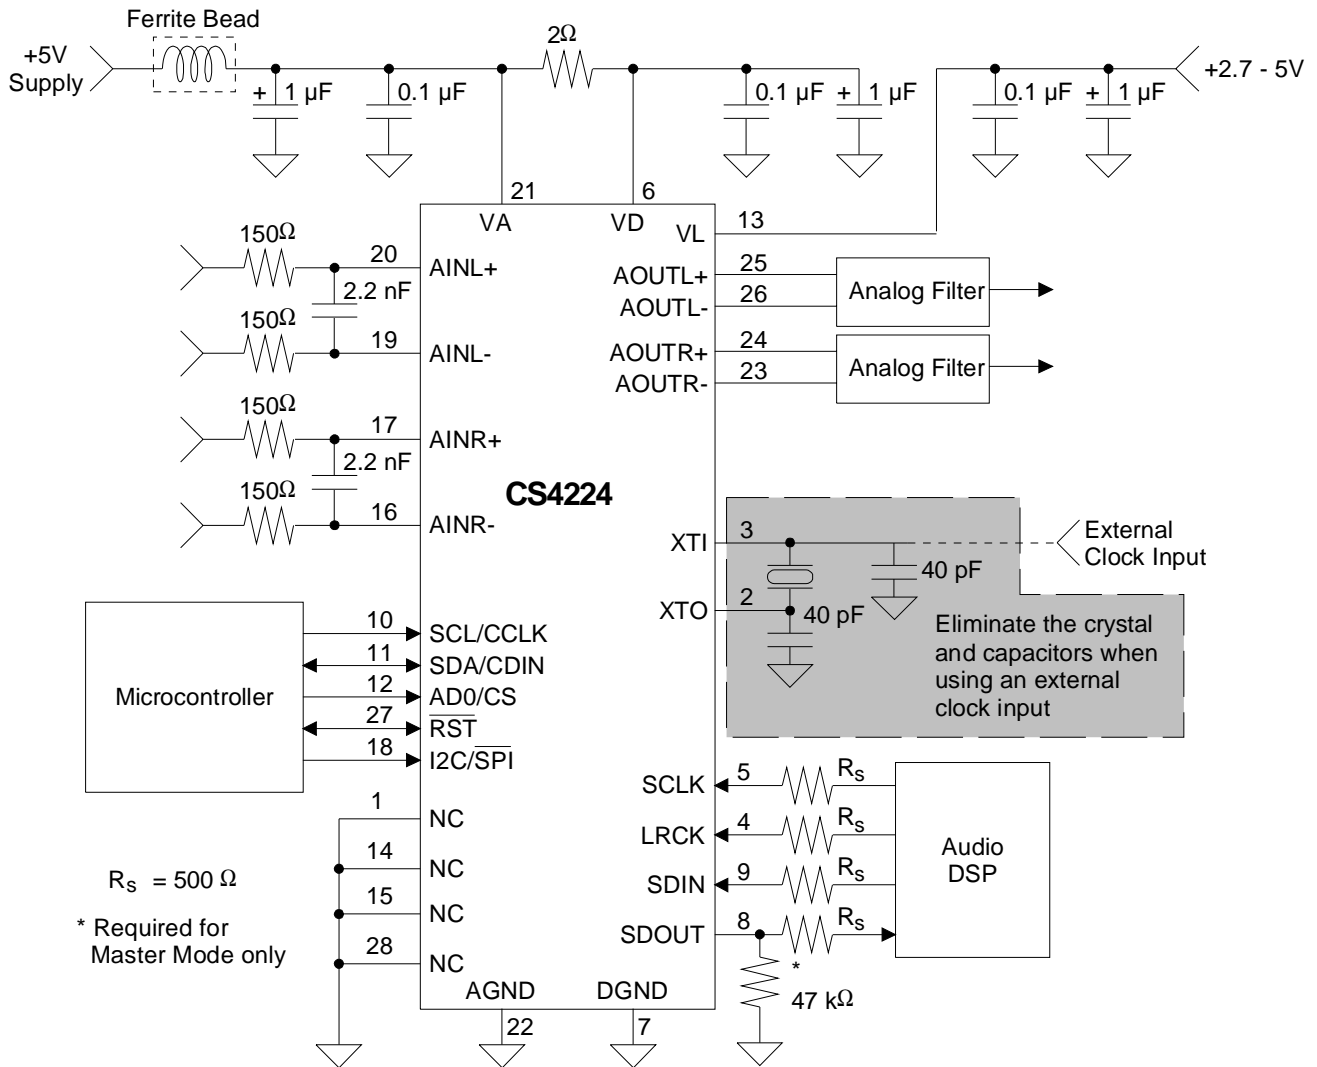 Ferrite Bead
+5V
Supply
+ 1 µF
0.1 µF
2Ω
0.1 µF
+ 1 µF
0.1 µF
+ 1 µF
+2.7 - 5V
21
6
VA
VD
VL
13
150Ω
20
AINL+
2.2 nF
150Ω
19
AINL-
150Ω
17
AINR+
2.2 nF
150Ω
16
AINR-
AOUTL+
25
AOUTL-
26
Analog Filter
AOUTR+
24
AOUTR-
23
Analog Filter
CS4224
XTI
3
External
Clock Input
40 pF
XTO
2
40 pF
Eliminate the crystal
and capacitors when
using an external
clock input
Microcontroller
10
SCL/CCLK
11
SDA/CDIN
12
AD0/CS
27
RST
18
I2C/SPI
1
NC
14
NC
15
NC
28
NC
SCLK
5
Rs
LRCK
4
Rs
SDIN
9
Rs
SDOUT
8
Rs
Audio
DSP
*
47 kΩ
Rs = 500 Ω
* Required for
Master Mode only
AGND
DGND
22
7